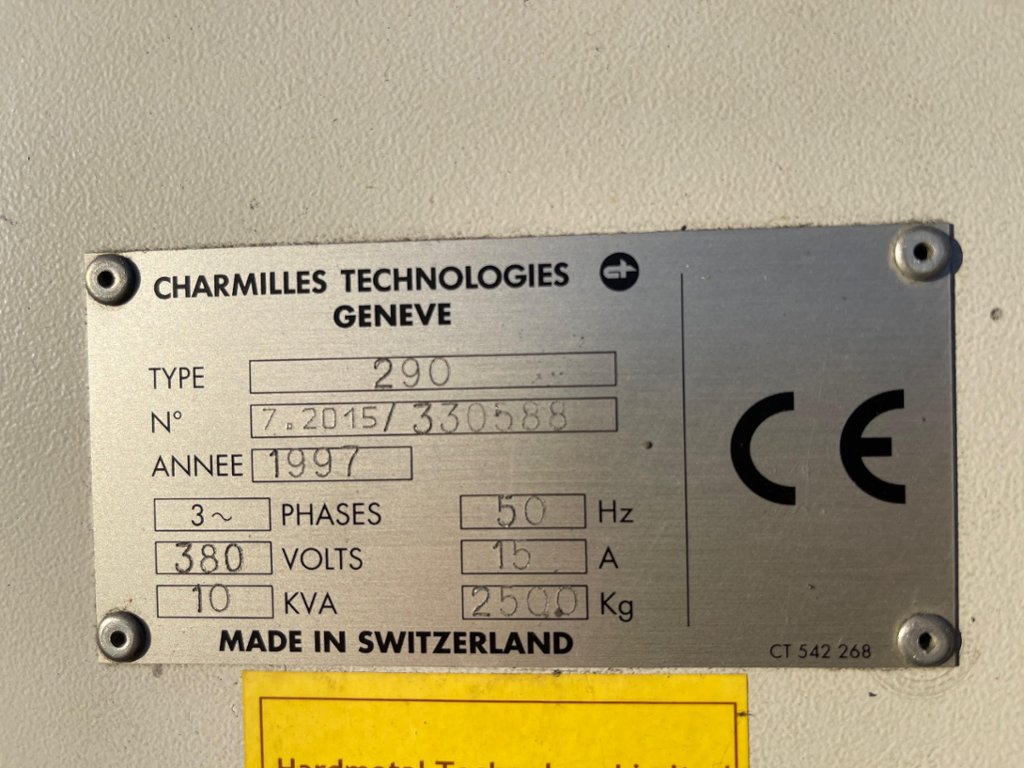 CHARMILLES TECHNOLOGIES
GENEVE
TYPE 290
N° 7.2015/330588
ANNEE 1997
3~ PHASES 50 Hz
380 VOLTS 15 A
10 KVA 2500 Kg
MADE IN SWITZERLAND
CE
CT 542 268
Hardmetal